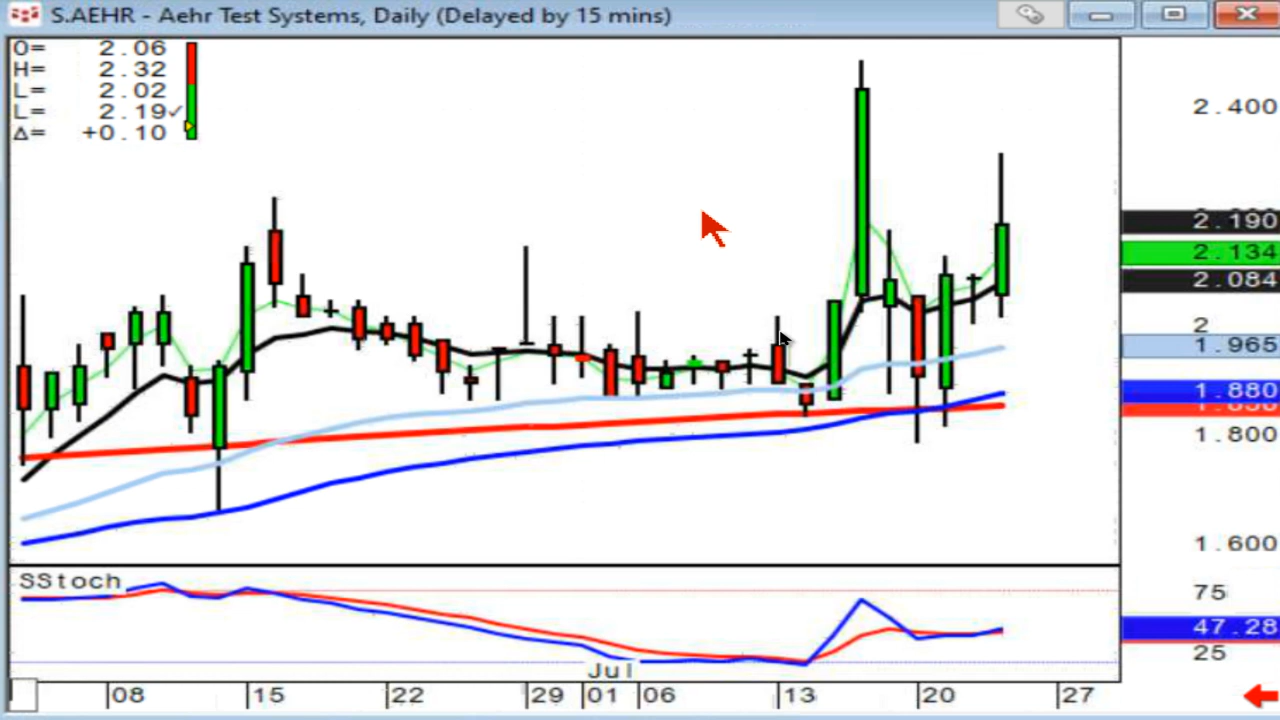 S.AEHR - Aehr Test Systems, Daily (Delayed by 15 mins)
O= 2.06
H= 2.32
L= 2.02
L= 2.19✓
Δ= +0.10
2.400
2.190
2.134
2.084
2
1.965
1.880
1.800
1.600
SStoch
75
47.28
25
Jul
08 15 22 29 01 06 13 20 27